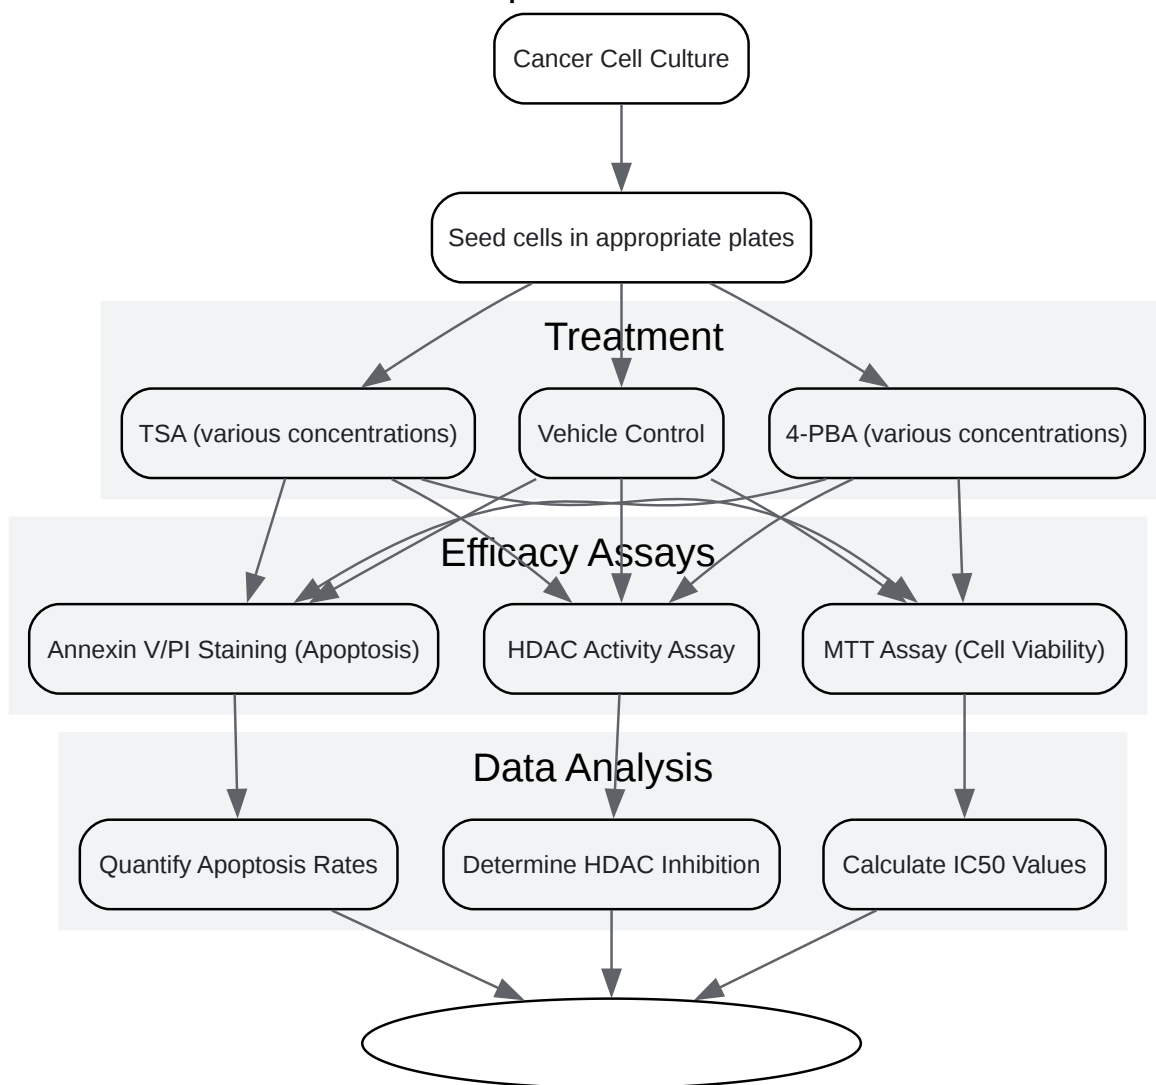 Cancer Cell Culture
Seed cells in appropriate plates
Treatment
TSA (various concentrations)
Vehicle Control
4-PBA (various concentrations)
Efficacy Assays
Annexin V/PI Staining (Apoptosis)
HDAC Activity Assay
MTT Assay (Cell Viability)
Data Analysis
Quantify Apoptosis Rates
Determine HDAC Inhibition
Calculate IC50 Values